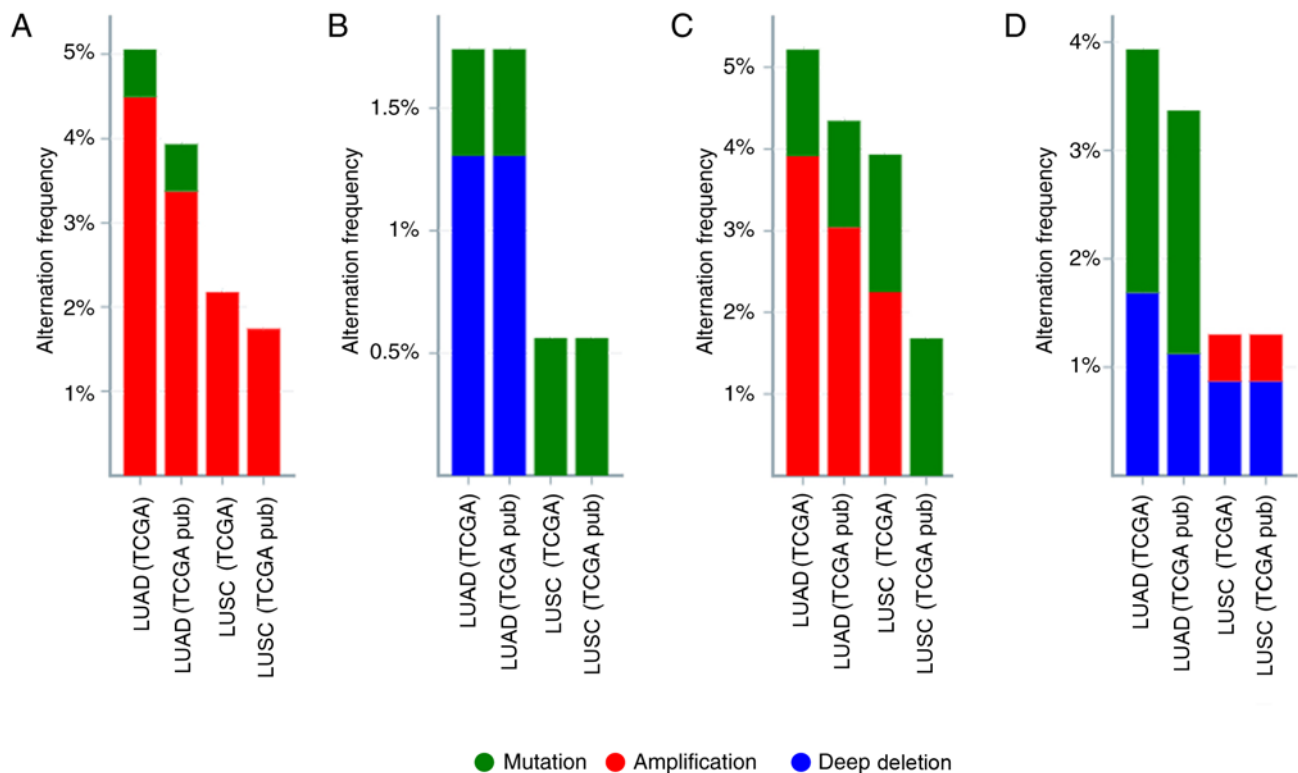 A
Alternation frequency
5%
4%
3%
2%
1%
LUAD (TCGA)
LUAD (TCGA pub)
LUSC (TCGA)
LUSC (TCGA pub)
B
Alternation frequency
1.5%
1%
0.5%
LUAD (TCGA)
LUAD (TCGA pub)
LUSC (TCGA)
LUSC (TCGA pub)
C
Alternation frequency
5%
4%
3%
2%
1%
LUAD (TCGA)
LUAD (TCGA pub)
LUSC (TCGA)
LUSC (TCGA pub)
D
Alternation frequency
4%
3%
2%
1%
LUAD (TCGA)
LUAD (TCGA pub)
LUSC (TCGA)
LUSC (TCGA pub)
Mutation
Amplification
Deep deletion